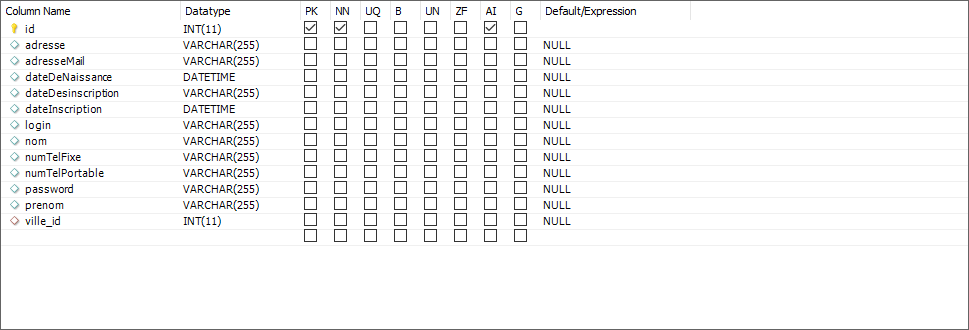 Column Name Datatype PK NN UQ B UN ZF AI G Default/Expression
id INT(11)
adresse VARCHAR(255) NULL
adresseMail VARCHAR(255) NULL
dateDeNaissance DATETIME NULL
dateDesinscription VARCHAR(255) NULL
dateInscription DATETIME NULL
login VARCHAR(255) NULL
nom VARCHAR(255) NULL
numTelFixe VARCHAR(255) NULL
numTelPortable VARCHAR(255) NULL
password VARCHAR(255) NULL
prenom VARCHAR(255) NULL
ville_id INT(11) NULL